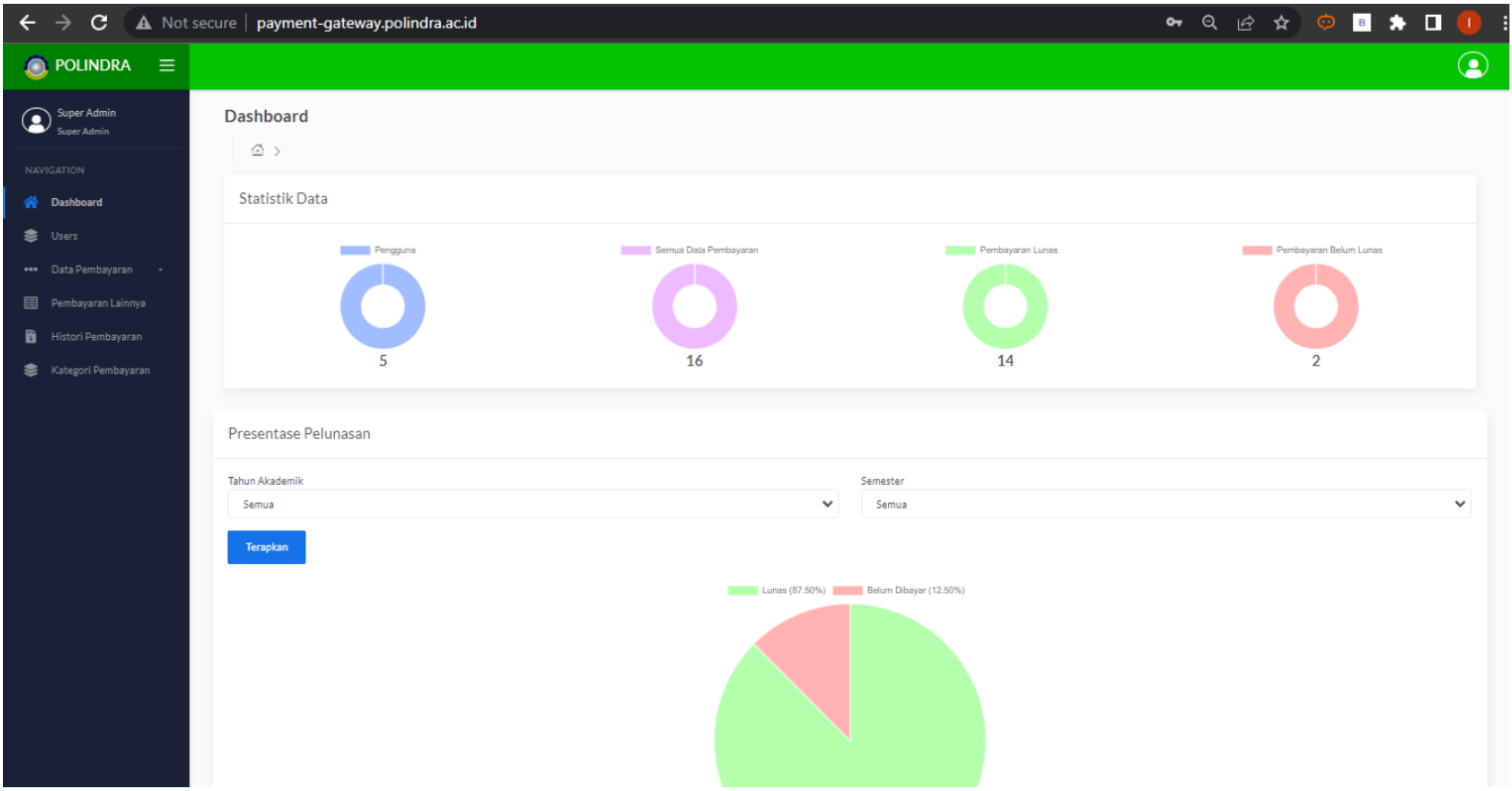 Not secure | payment-gateway.polindra.ac.id
B
I
POLINDRA
Super Admin
Super Admin
NAVIGATION
Dashboard
Users
Data Pembayaran
Pembayaran Lainnya
Histori Pembayaran
Kategori Pembayaran
Dashboard
Statistik Data
Pengguna
5
Semua Data Pembayaran
16
Pembayaran Lunas
14
Pembayaran Belum Lunas
2
Presentase Pelunasan
Tahun Akademik
Semua
Semester
Semua
Terapkan
Lunas (87.50%) Belum Dibayar (12.50%)